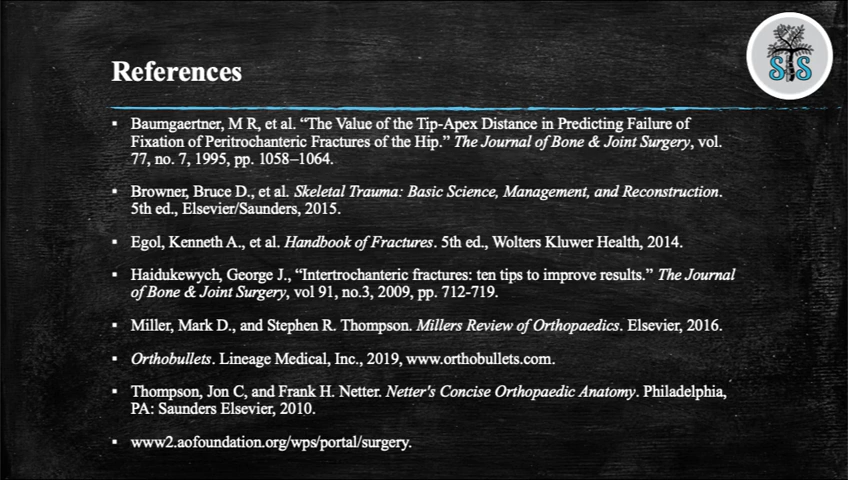 References
STS
▪ Baumgaertner, M R, et al. “The Value of the Tip-Apex Distance in Predicting Failure of
Fixation of Peritrochanteric Fractures of the Hip.” The Journal of Bone & Joint Surgery, vol.
77, no. 7, 1995, pp. 1058–1064.
▪ Browner, Bruce D., et al. Skeletal Trauma: Basic Science, Management, and Reconstruction.
5th ed., Elsevier/Saunders, 2015.
▪ Egol, Kenneth A., et al. Handbook of Fractures. 5th ed., Wolters Kluwer Health, 2014.
▪ Haidukewych, George J., “Intertrochanteric fractures: ten tips to improve results.” The Journal
of Bone & Joint Surgery, vol 91, no.3, 2009, pp. 712-719.
▪ Miller, Mark D., and Stephen R. Thompson. Millers Review of Orthopaedics. Elsevier, 2016.
▪ Orthobullets. Lineage Medical, Inc., 2019, www.orthobullets.com.
▪ Thompson, Jon C, and Frank H. Netter. Netter's Concise Orthopaedic Anatomy. Philadelphia,
PA: Saunders Elsevier, 2010.
▪ www2.aofoundation.org/wps/portal/surgery.